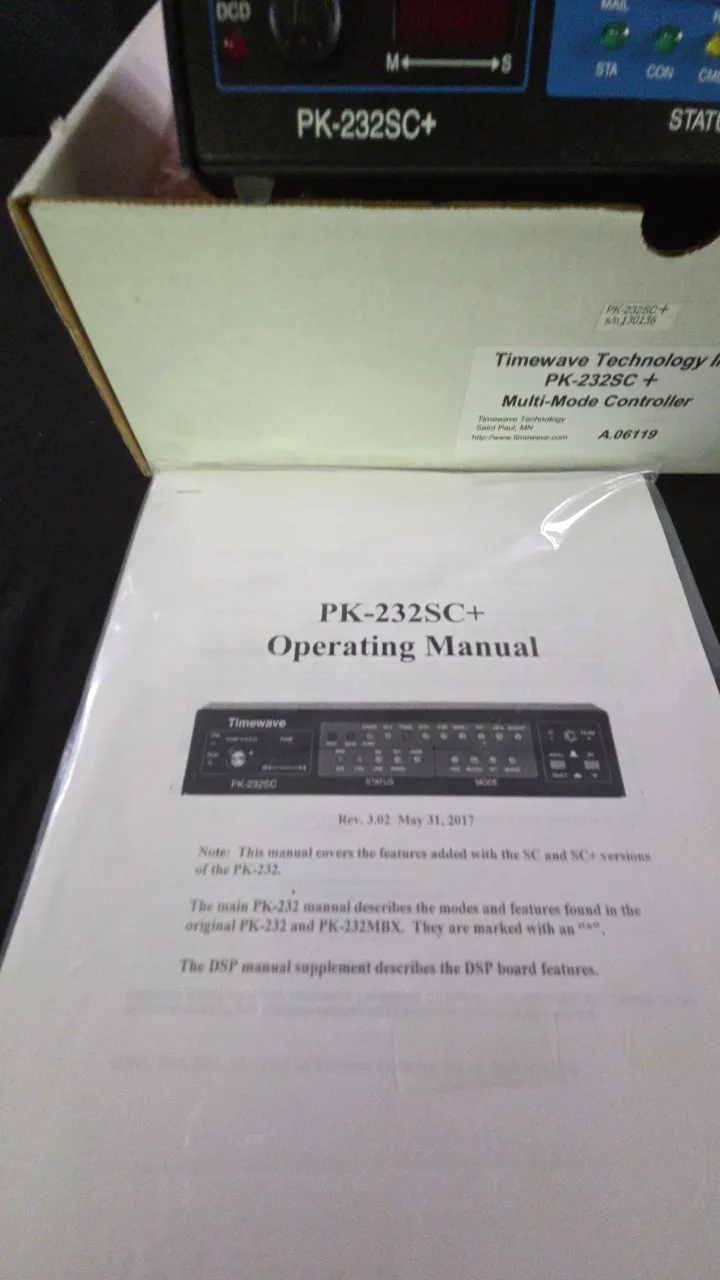 DCD
M S
MAIL
STA CON
PK-232SC+
PK-232SC+
s/n 130136
Timewave Technology
PK-232SC +
Multi-Mode Controller
Timewave Technology
Saint Paul, MN
http://www.timewave.com A.06119
PK-232SC+
Operating Manual
Timewave
PK-232SC STATUS MODE
Rev. 3.02 May 31, 2017
Note: This manual covers the features added with the SC and SC+ versions
of the PK-232.
The main PK-232 manual describes the modes and features found in the
original PK-232 and PK-232MBX. They are marked with an "*".
The DSP manual supplement describes the DSP board features.